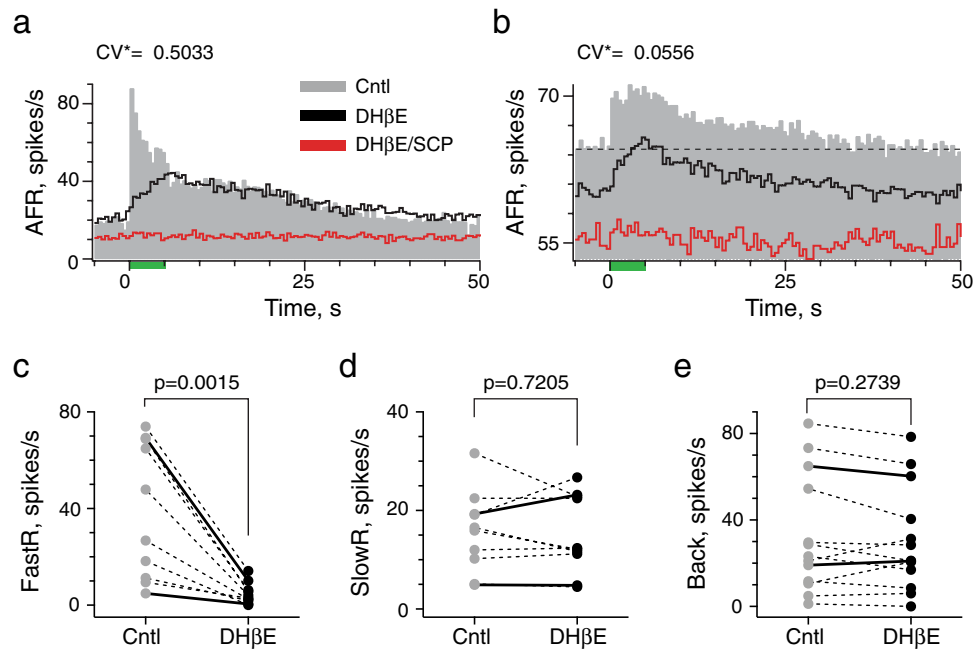 a
CV*= 0.5033
AFR, spikes/s
80
40
0
Cntl
DHβE
DHβE/SCP
0
25
50
Time, s
b
CV*= 0.0556
AFR, spikes/s
70
55
0
25
50
Time, s
c
p=0.0015
FastR, spikes/s
80
40
0
Cntl
DHβE
d
p=0.7205
SlowR, spikes/s
40
20
0
Cntl
DHβE
e
p=0.2739
Back, spikes/s
80
40
0
Cntl
DHβE